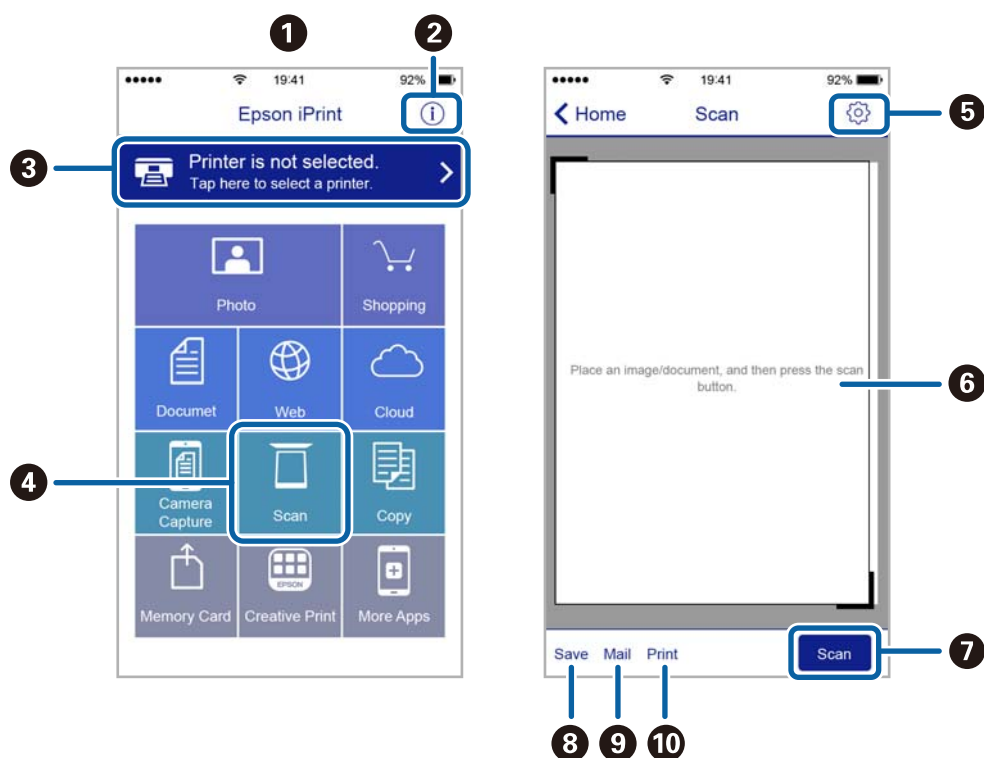 1
2
19:41
92%
Epson iPrint
3
Printer is not selected.
Tap here to select a printer.
Photo
Shopping
Documet
Web
Cloud
4
Camera
Capture
Scan
Copy
EPSON
Memory Card
Creative Print
More Apps
19:41
92%
Home
Scan
5
Place an image/document, and then press the scan
button.
6
Save
Mail
Print
Scan
7
8
9
10